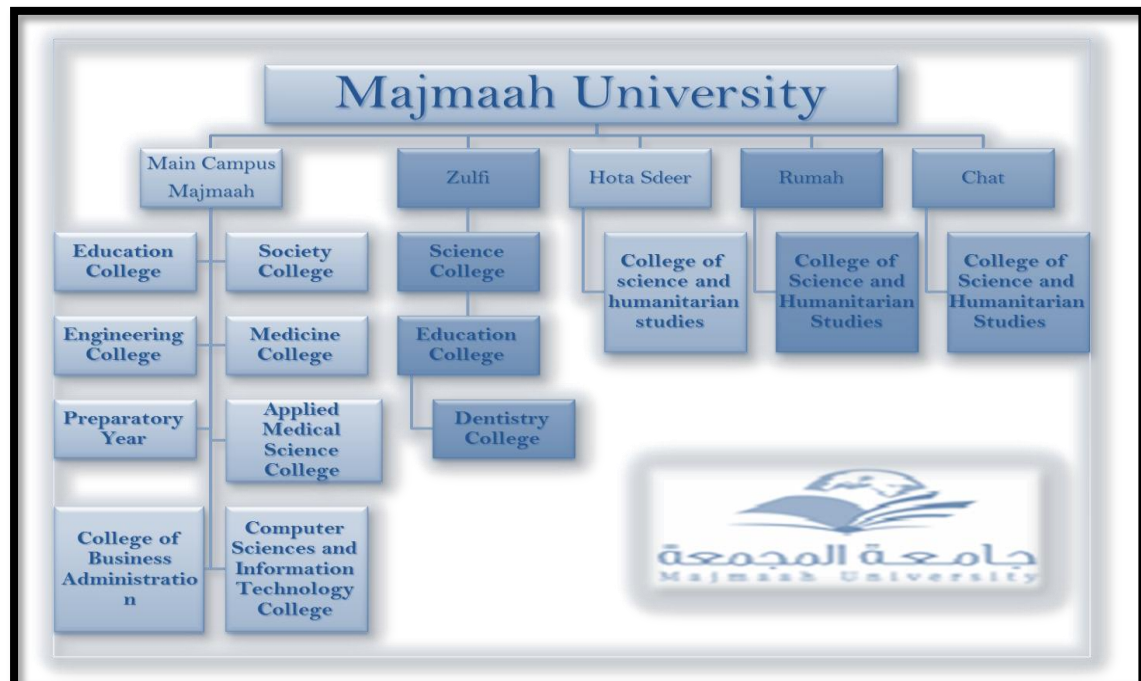 Majmaah University
Main Campus
Majmaah
Zulfi
Hota Sdeer
Rumah
Chat
Education
College
Society
College
Engineering
College
Medicine
College
Preparatory
Year
Applied
Medical
Science
College
College of
Business
Administratio
n
Computer
Sciences and
Information
Technology
College
Science
College
Education
College
Dentistry
College
College of
science and
humanitarian
studies
College of
Science and
Humanitarian
Studies
College of
Science and
Humanitarian
Studies
جامعة المجمعة
Majmaah University